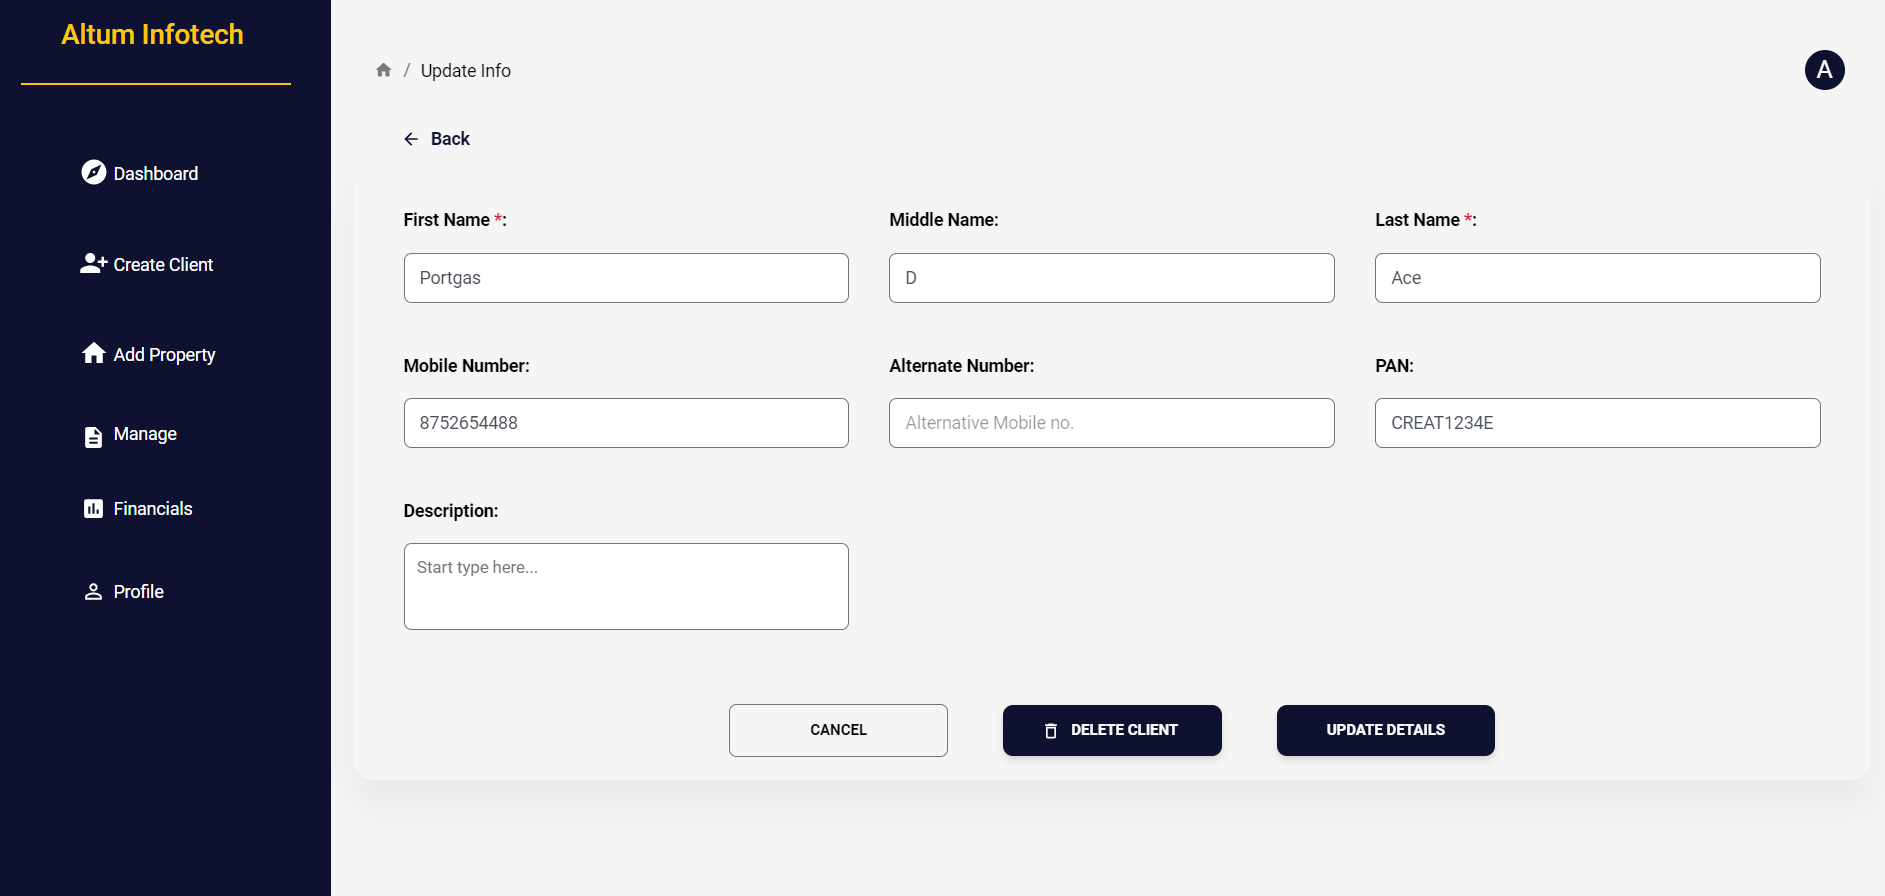 Altum Infotech
Dashboard
Create Client
Add Property
Manage
Financials
Profile
/ Update Info
A
Back
First Name *:
Middle Name:
Last Name *:
Portgas
D
Ace
Mobile Number:
Alternate Number:
PAN:
8752654488
Alternative Mobile no.
CREAT1234E
Description:
Start type here...
CANCEL
DELETE CLIENT
UPDATE DETAILS